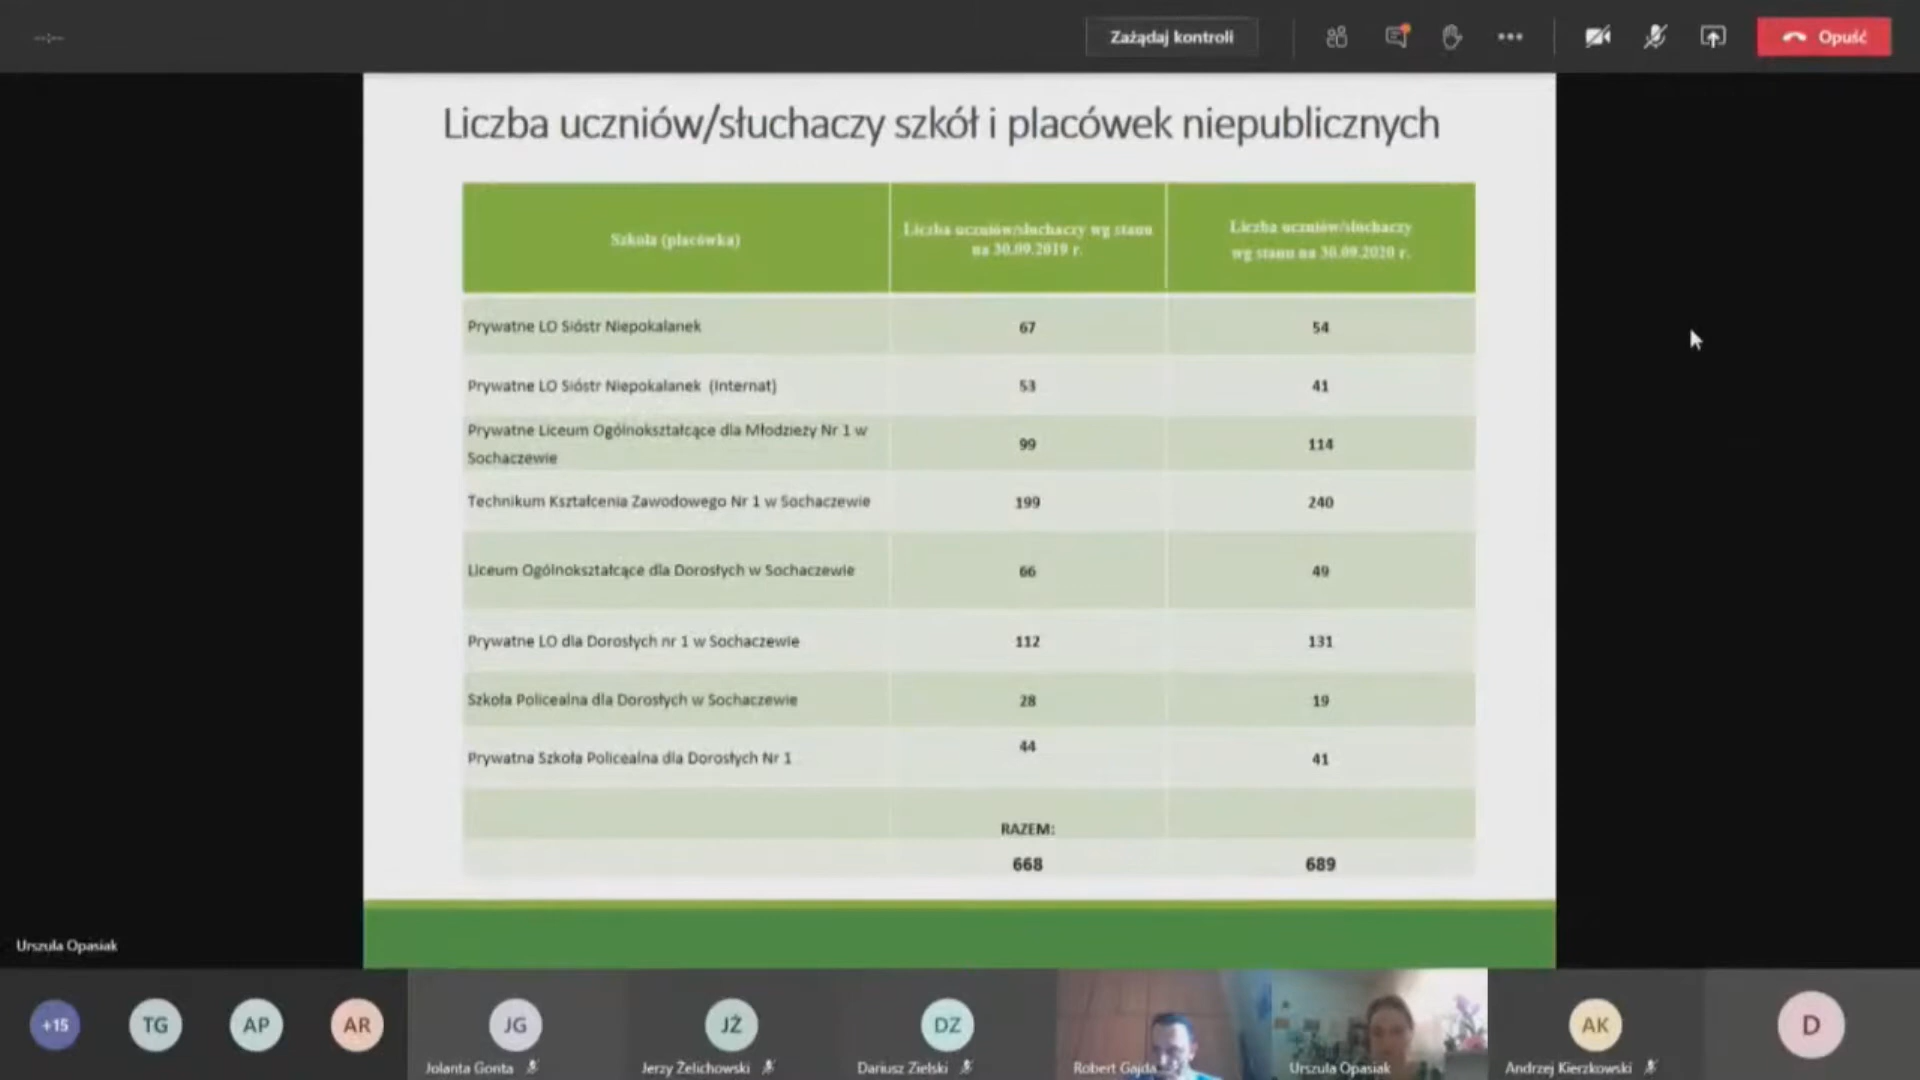 --:--
Zażądaj kontroli
Opuść
Liczba uczniów/słuchaczy szkół i placówek niepublicznych
Szkoła (placówka)
Liczba uczniów/słuchaczy wg stanu
na 30.09.2019 r.
Liczba uczniów/słuchaczy
wg stanu na 30.09.2020 r.
Prywatne LO Sióstr Niepokalanek 67 54
Prywatne LO Sióstr Niepokalanek (Internat) 53 41
Prywatne Liceum Ogólnokształcące dla Młodzieży Nr 1 w
Sochaczewie
99 114
Technikum Kształcenia Zawodowego Nr 1 w Sochaczewie 199 240
Liceum Ogólnokształcące dla Dorosłych w Sochaczewie 66 49
Prywatne LO dla Dorosłych nr 1 w Sochaczewie 112 131
Szkoła Policealna dla Dorosłych w Sochaczewie 28 19
Prywatna Szkoła Policealna dla Dorosłych Nr 1 44 41
RAZEM:
668 689
Urszula Opasiak
+15 TG AP AR JG JŻ DZ AK D
Jolanta Gonta Jerzy Żelichowski Dariusz Zielski Robert Gajda Urszula Opasiak Andrzej Kierzkowski